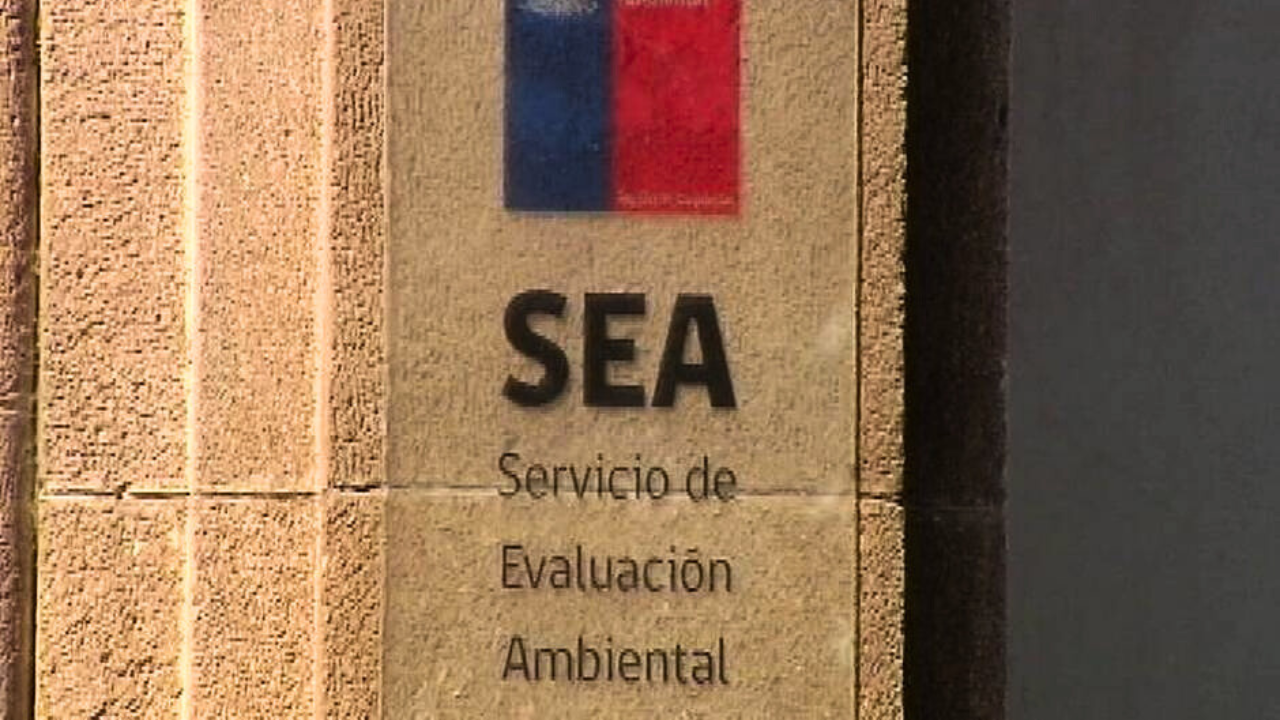 SEA
Servicio de
Evaluación
Ambiental